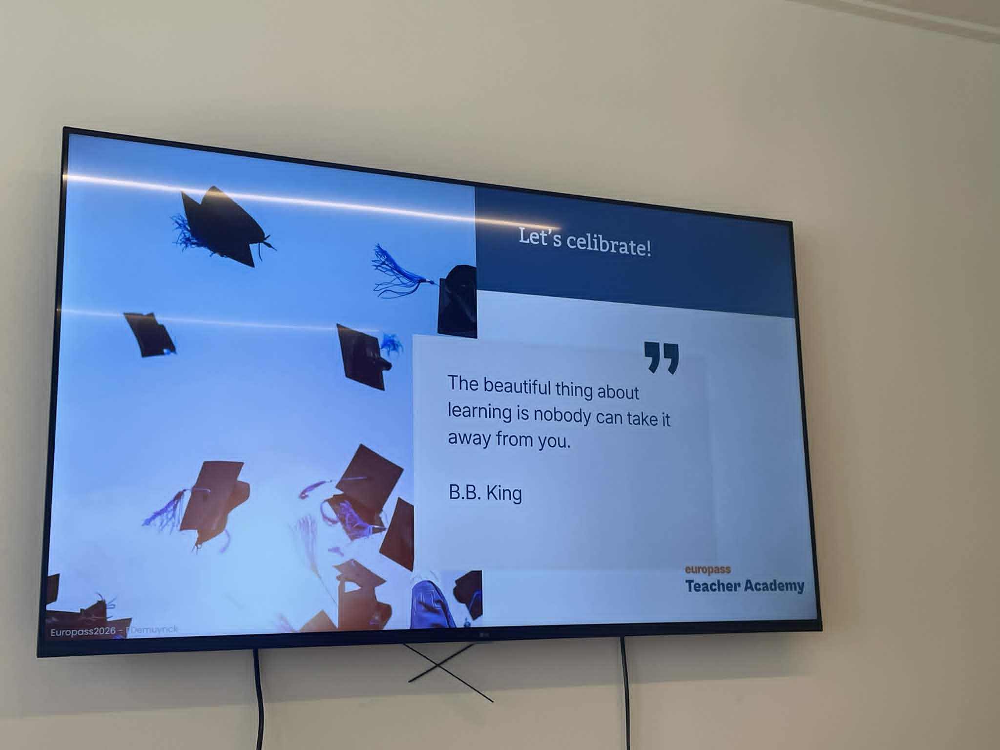 Let's celibrate!
”
The beautiful thing about
learning is nobody can take it
away from you.
B.B. King
europass
Teacher Academy
Europass2026 - Demuynck